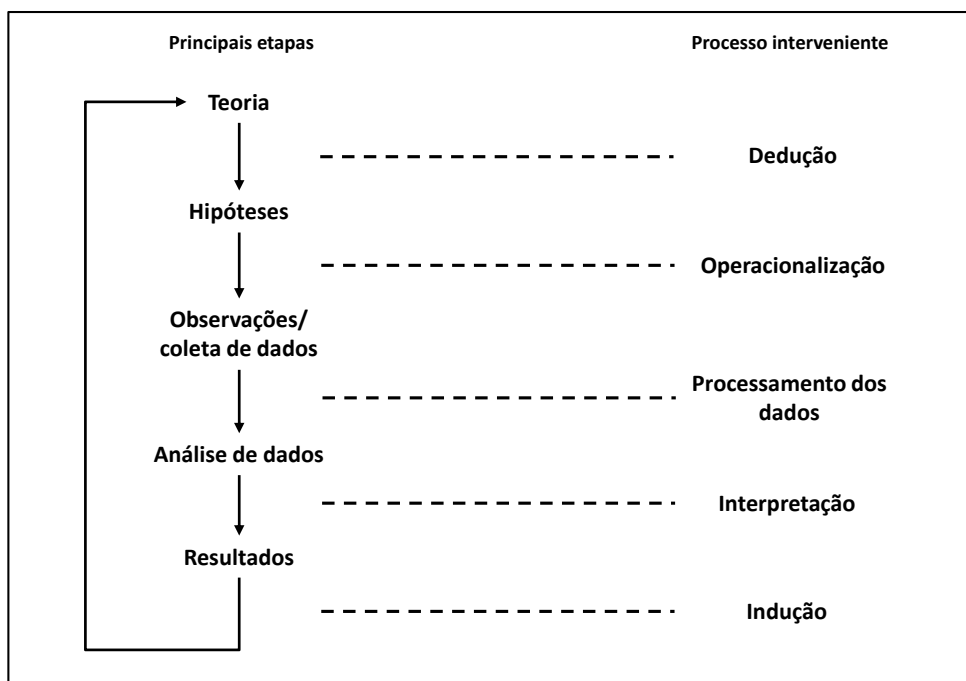 Principais etapas
Processo interveniente
Teoria
Dedução
Hipóteses
Operacionalização
Observações/
coleta de dados
Processamento dos
dados
Análise de dados
Interpretação
Resultados
Indução